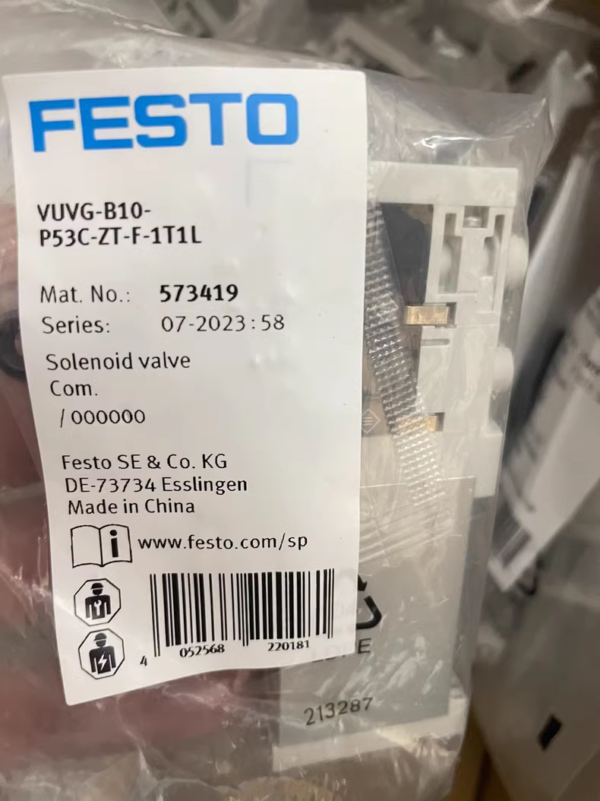 FESTO
VUVG-B10-
P53C-ZT-F-1T1L
Mat. No.: 573419
Series: 07-2023:58
Solenoid valve
Com.
/ 000000
Festo SE & Co. KG
DE-73734 Esslingen
Made in China
i www.festo.com/sp
4 052568 220181
213287